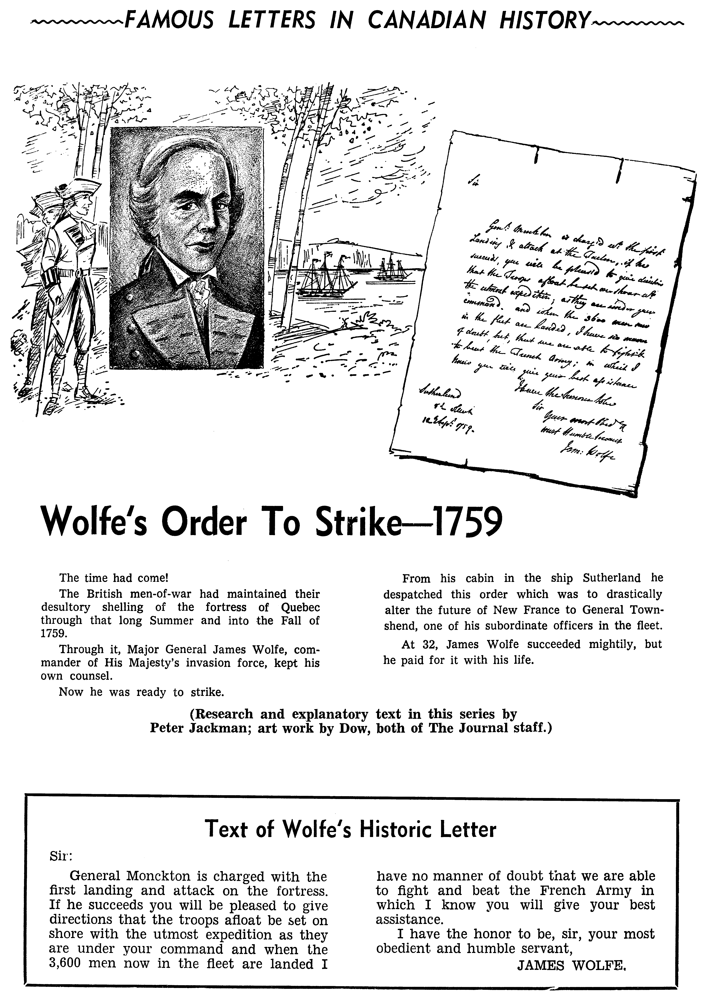 FAMOUS LETTERS IN CANADIAN HISTORY
Sir
Genl: Monckton is charg'd wth the first
Landing & attack at the Foulon, if he
succeeds, you will be pleas'd to give directions
that the Troops afloat be set on shore wth
the utmost expedition; as they are under your
command. and when the 3600 men now
in the fleet are landed, I have no manner
of doubt, but, that we are able to fight &
to beat the French Army; in which I
know you will give your best assistance
I have the honour to be
Sir
Your most Obedt &
most Humble Servant
Jam: Wolfe
Sutherland
8 o'clock
12 Sept: 1759.
Wolfe's Order To Strike—1759
The time had come!
The British men-of-war had maintained their
desultory shelling of the fortress of Quebec
through that long Summer and into the Fall of
1759.
Through it, Major General James Wolfe, com-
mander of His Majesty's invasion force, kept his
own counsel.
Now he was ready to strike.
From his cabin in the ship Sutherland he
despatched this order which was to drastically
alter the future of New France to General Town-
shend, one of his subordinate officers in the fleet.
At 32, James Wolfe succeeded mightily, but
he paid for it with his life.
(Research and explanatory text in this series by
Peter Jackman; art work by Dow, both of The Journal staff.)
Text of Wolfe's Historic Letter
Sir:
General Monckton is charged with the
first landing and attack on the fortress.
If he succeeds you will be pleased to give
directions that the troops afloat be set on
shore with the utmost expedition as they
are under your command and when the
3,600 men now in the fleet are landed I
have no manner of doubt that we are able
to fight and beat the French Army in
which I know you will give your best
assistance.
I have the honor to be, sir, your most
obedient and humble servant,
JAMES WOLFE.